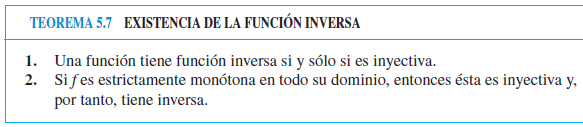 TEOREMA 5.7 EXISTENCIA DE LA FUNCIÓN INVERSA
1. Una función tiene función inversa si y sólo si es inyectiva.
2. Si f es estrictamente monótona en todo su dominio, entonces ésta es inyectiva y,
por tanto, tiene inversa.